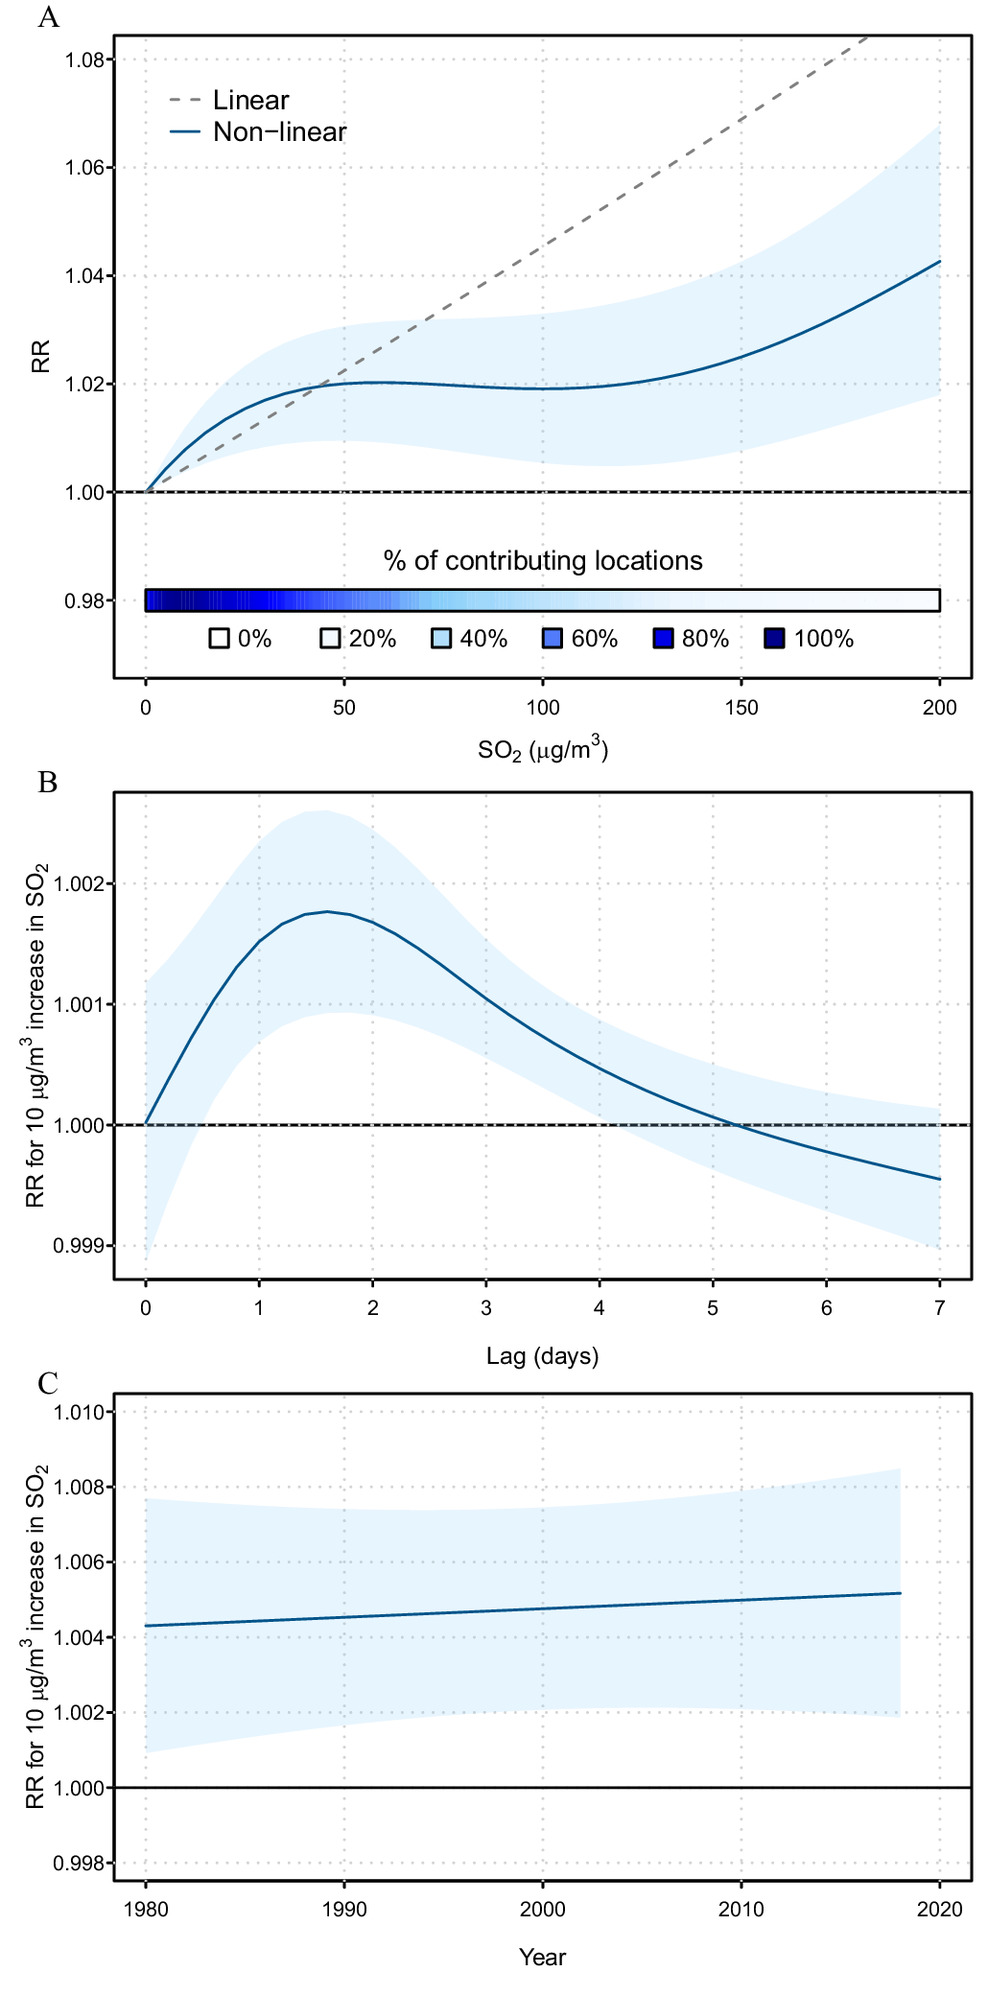 A
1.08
Linear
Non−linear
1.06
1.04
RR
1.02
1.00
% of contributing locations
0.98
0% 20% 40% 60% 80% 100%
0 50 100 150 200
SO₂ (μg/m³)
B
RR for 10 μg/m³ increase in SO₂
1.002
1.001
1.000
0.999
0 1 2 3 4 5 6 7
Lag (days)
C
RR for 10 μg/m³ increase in SO₂
1.010
1.008
1.006
1.004
1.002
1.000
0.998
1980 1990 2000 2010 2020
Year